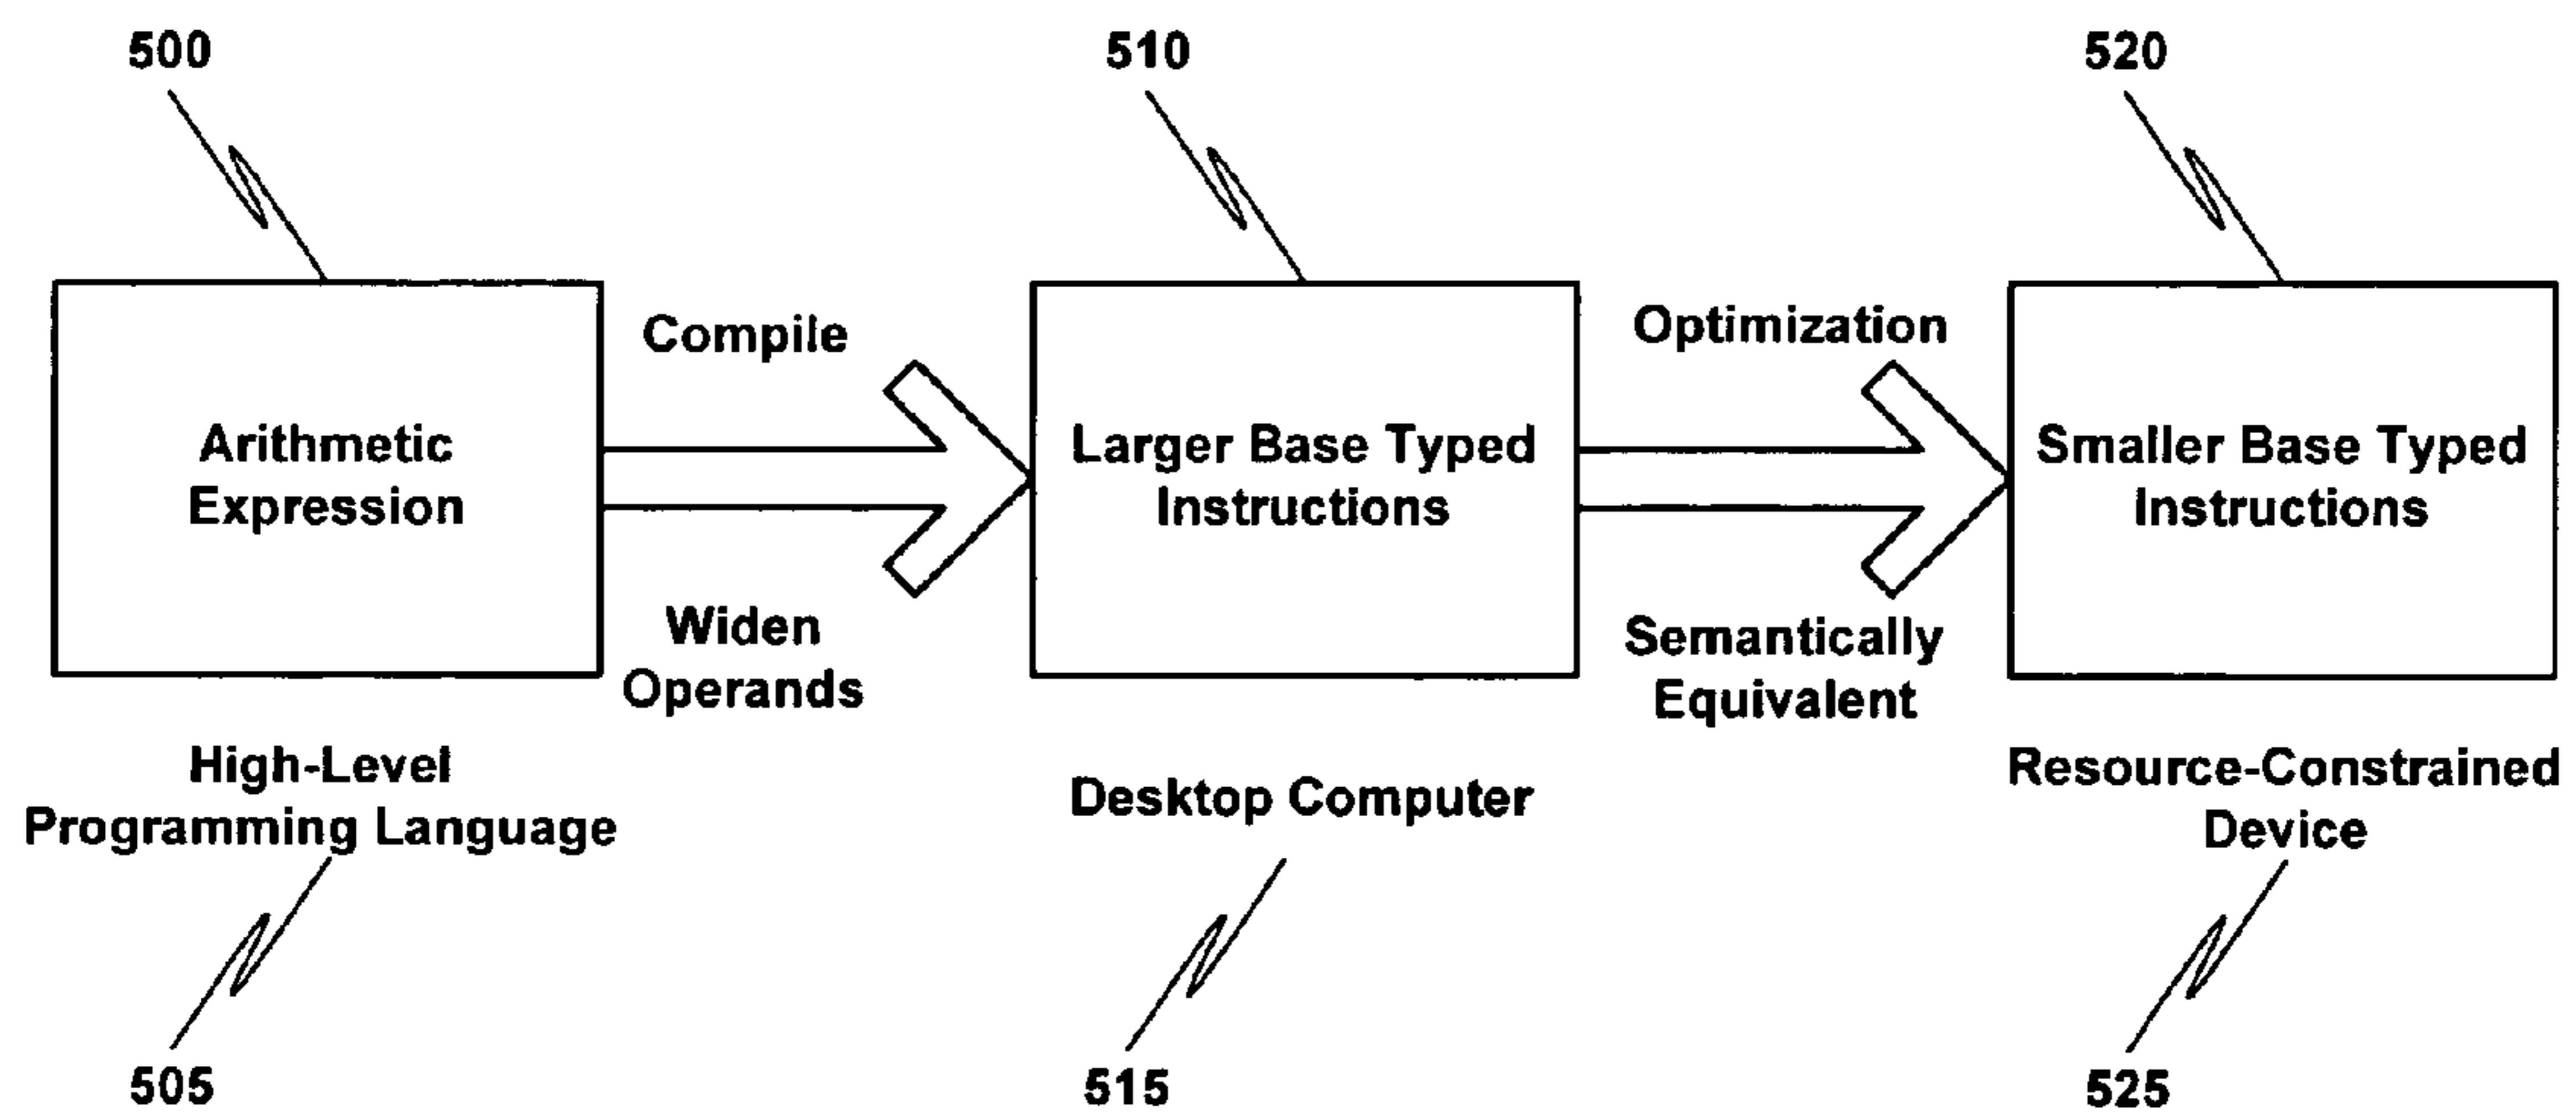 500
510
520
Compile
Optimization
Arithmetic
Expression
Larger Base Typed
Instructions
Smaller Base Typed
Instructions
Widen
Operands
Semantically
Equivalent
High-Level
Programming Language
Desktop Computer
Resource-Constrained
Device
505
515
525